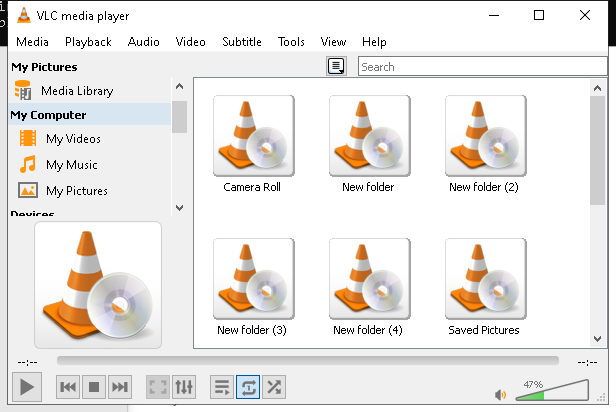 VLC media player
Media Playback Audio Video Subtitle Tools View Help
My Pictures
Search
Media Library
My Computer
My Videos
My Music
My Pictures
Devices
Camera Roll
New folder
New folder (2)
New folder (3)
New folder (4)
Saved Pictures
--:--
--:--
47%